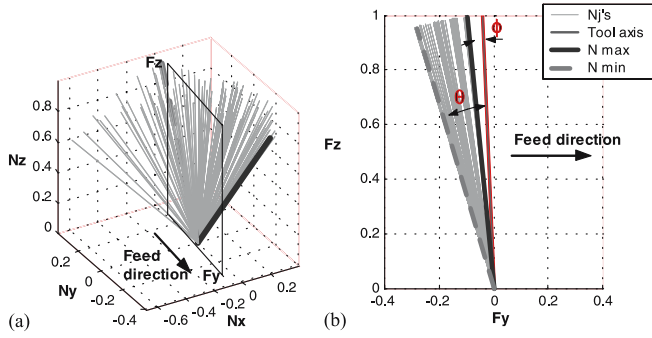 Fz
0.8
0.6
0.4
0.2
0
Nz
0.2
0
-0.2
-0.4
Ny
Feed
direction
Fy
-0.6
-0.4
-0.2
0
0.2
Nx
(a)
1
0.8
0.6
0.4
0.2
0
Fz
-0.4
-0.2
0
0.2
0.4
Fy
ϕ
θ
Feed direction
Nj's
Tool axis
N max
N min
(b)